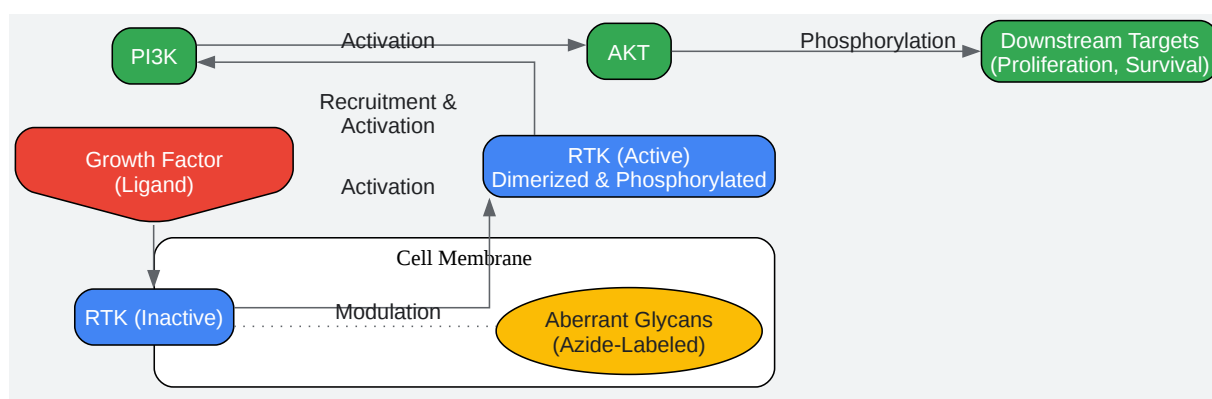 PI3K
Activation
AKT
Phosphorylation
Downstream Targets
(Proliferation, Survival)
Recruitment &
Activation
Growth Factor
(Ligand)
RTK (Active)
Dimerized & Phosphorylated
Activation
Cell Membrane
RTK (Inactive)
Modulation
Aberrant Glycans
(Azide-Labeled)